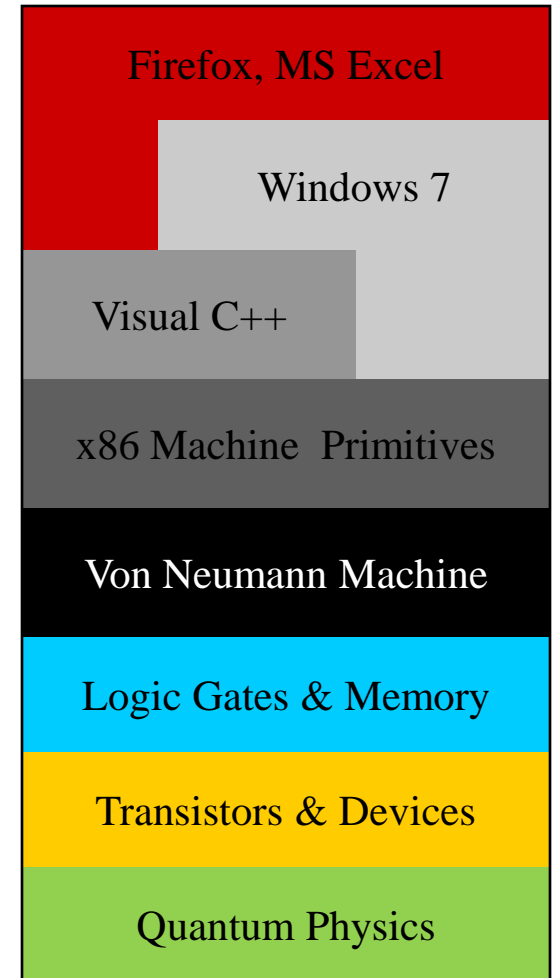 Firefox, MS Excel
Windows 7
Visual C++
x86 Machine  Primitives
Von Neumann Machine
Logic Gates & Memory
Transistors & Devices
Quantum Physics